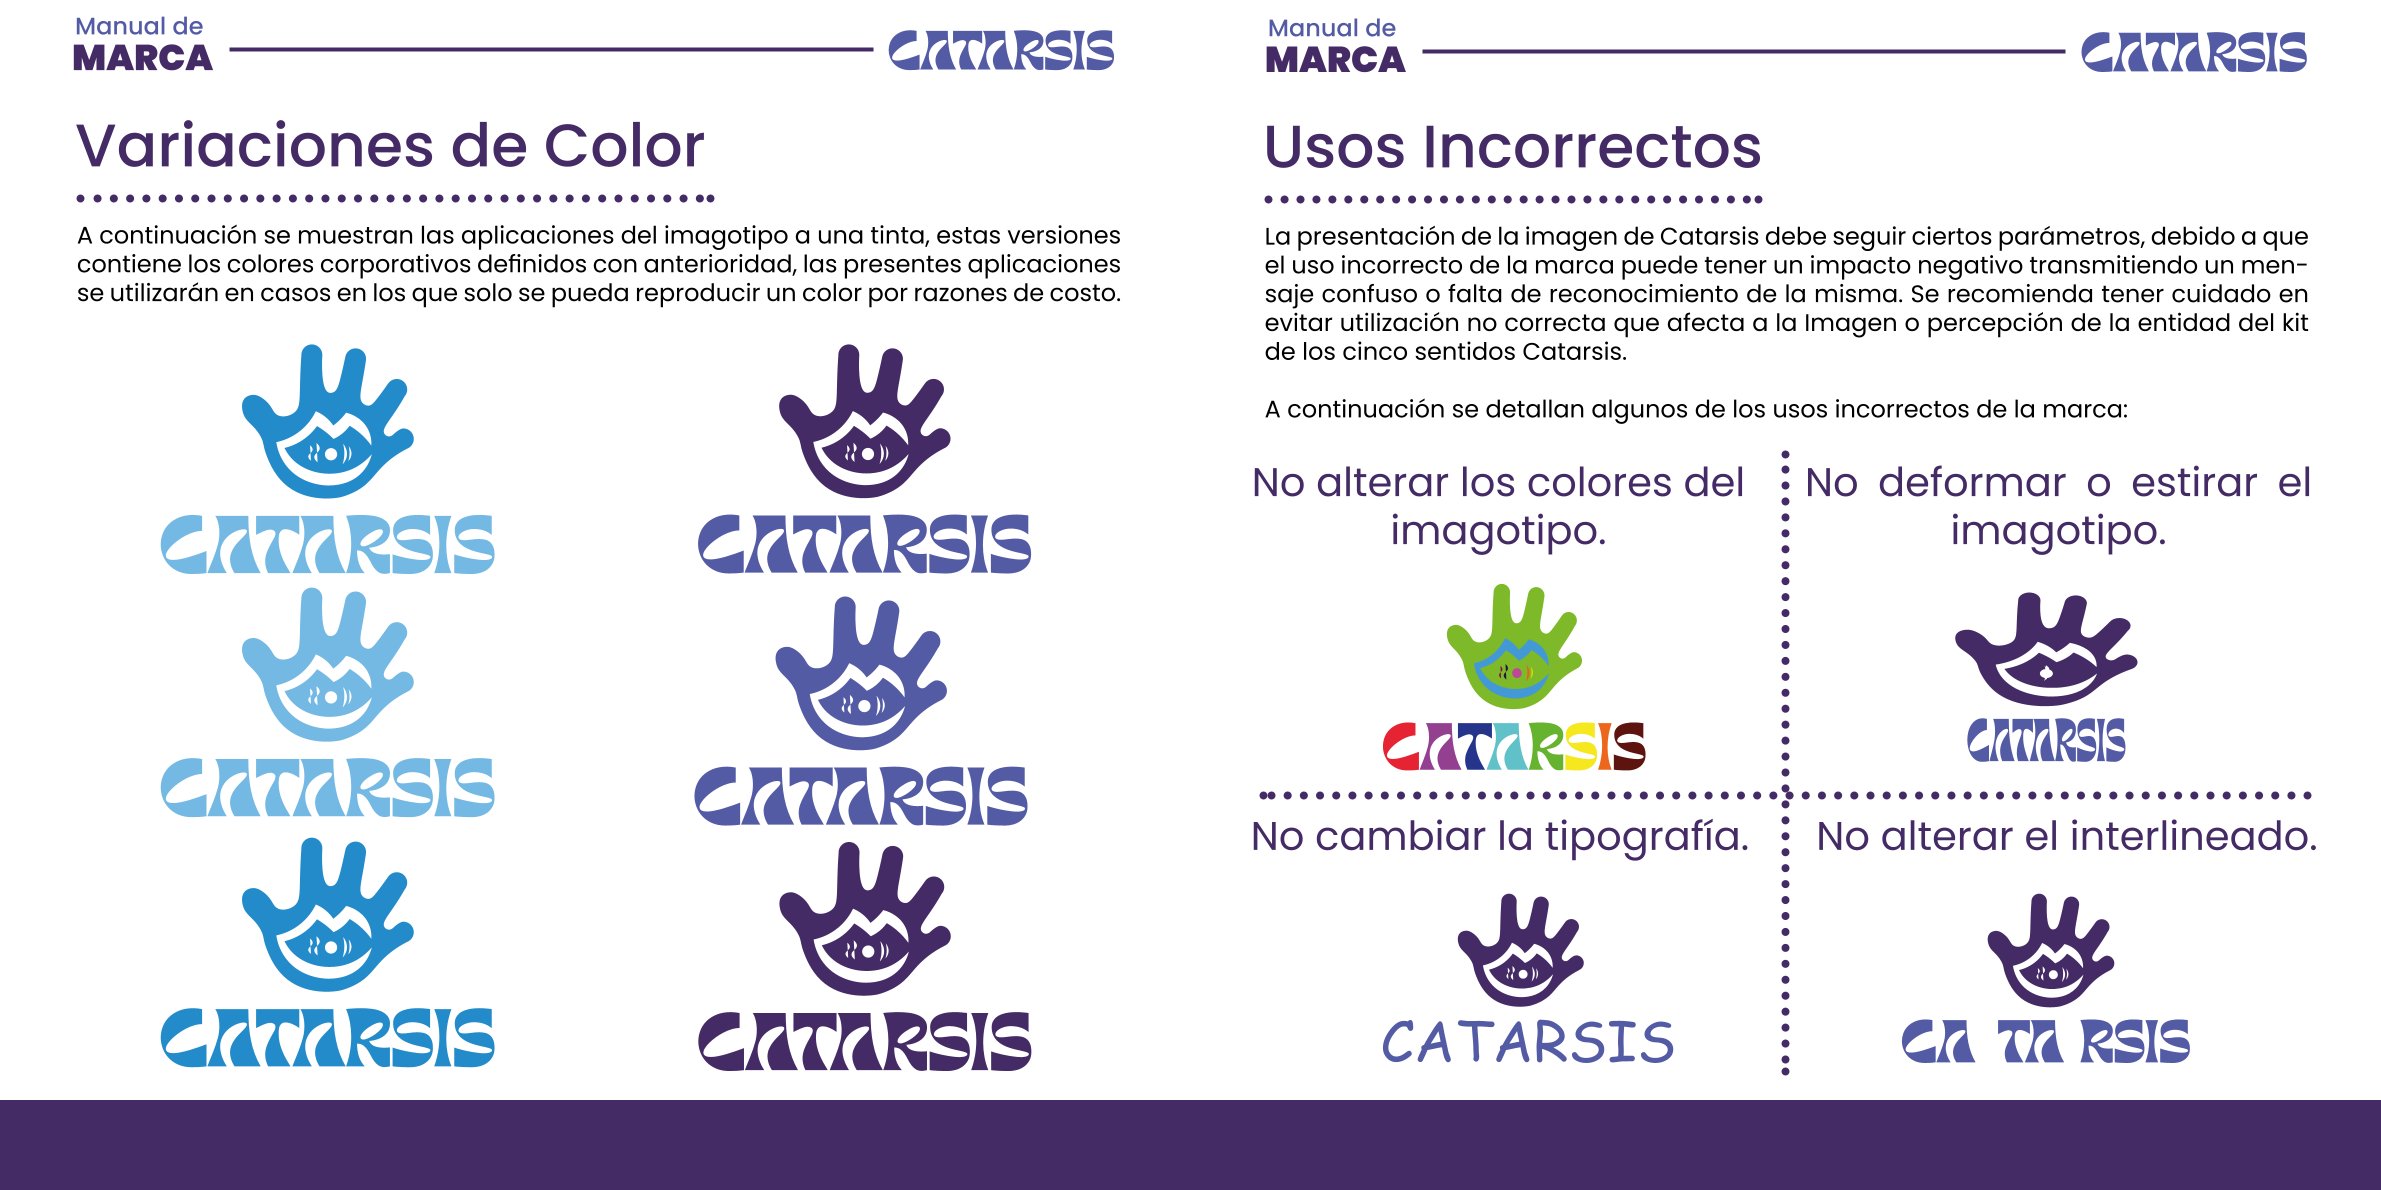 Manual de
MARCA
CATARSIS
Variaciones de Color
A continuación se muestran las aplicaciones del imagotipo a una tinta, estas versiones
contiene los colores corporativos definidos con anterioridad, las presentes aplicaciones
se utilizarán en casos en los que solo se pueda reproducir un color por razones de costo.
CATARSIS
CATARSIS
CATARSIS
CATARSIS
CATARSIS
CATARSIS
Manual de
MARCA
CATARSIS
Usos Incorrectos
La presentación de la imagen de Catarsis debe seguir ciertos parámetros, debido a que
el uso incorrecto de la marca puede tener un impacto negativo transmitiendo un men-
saje confuso o falta de reconocimiento de la misma. Se recomienda tener cuidado en
evitar utilización no correcta que afecta a la Imagen o percepción de la entidad del kit
de los cinco sentidos Catarsis.
A continuación se detallan algunos de los usos incorrectos de la marca:
No alterar los colores del
imagotipo.
CATARSIS
No deformar o estirar el
imagotipo.
CATARSIS
No cambiar la tipografía.
CATARSIS
No alterar el interlineado.
CA TA RSIS